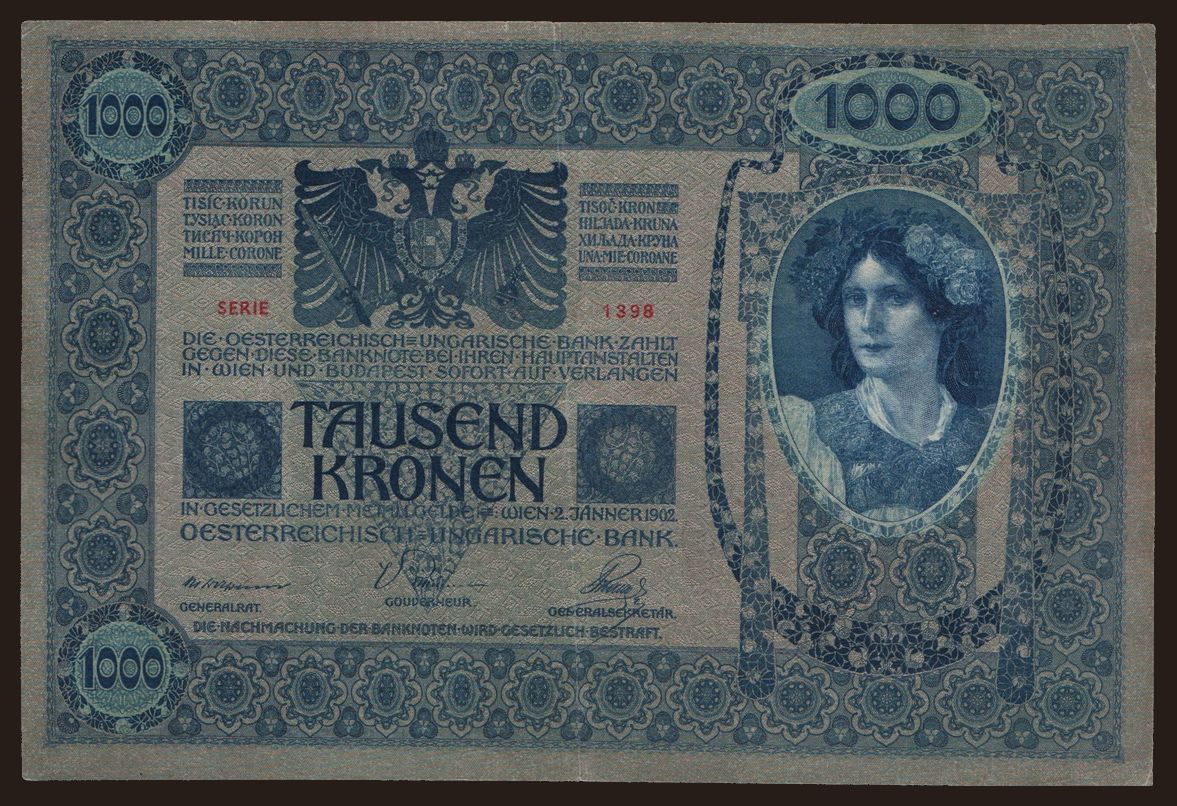 1000
1000
TISÍC·KORUN
TYSIĄC·KORON
ТИСЯЧ·КОРОН
MILLE·CORONE
TISOČ·KRON
HILJADA·KRUNA
ХИЉАДА·КРУНА
UNA·MIE·COROANE
SERIE 1398
DIE·OESTERREICHISCH=UNGARISCHE·BANK·ZAHLT
GEGEN·DIESE·BANKNOTE·BEI·IHREN·HAUPTANSTALTEN
IN·WIEN·UND·BUDAPEST·SOFORT·AUF·VERLANGEN
TAUSEND
KRONEN
IN·GESETZLICHEM·METALLGELDE=:WIEN·2.JÄNNER 1902.
OESTERREICHISCH=UNGARISCHE·BANK.
GENERALRAT.
GOUVERNEUR.
GENERALSEKRETÄR.
DIE·NACHMACHUNG·DER·BANKNOTEN·WIRD·GESETZLICH·BESTRAFT.
1000